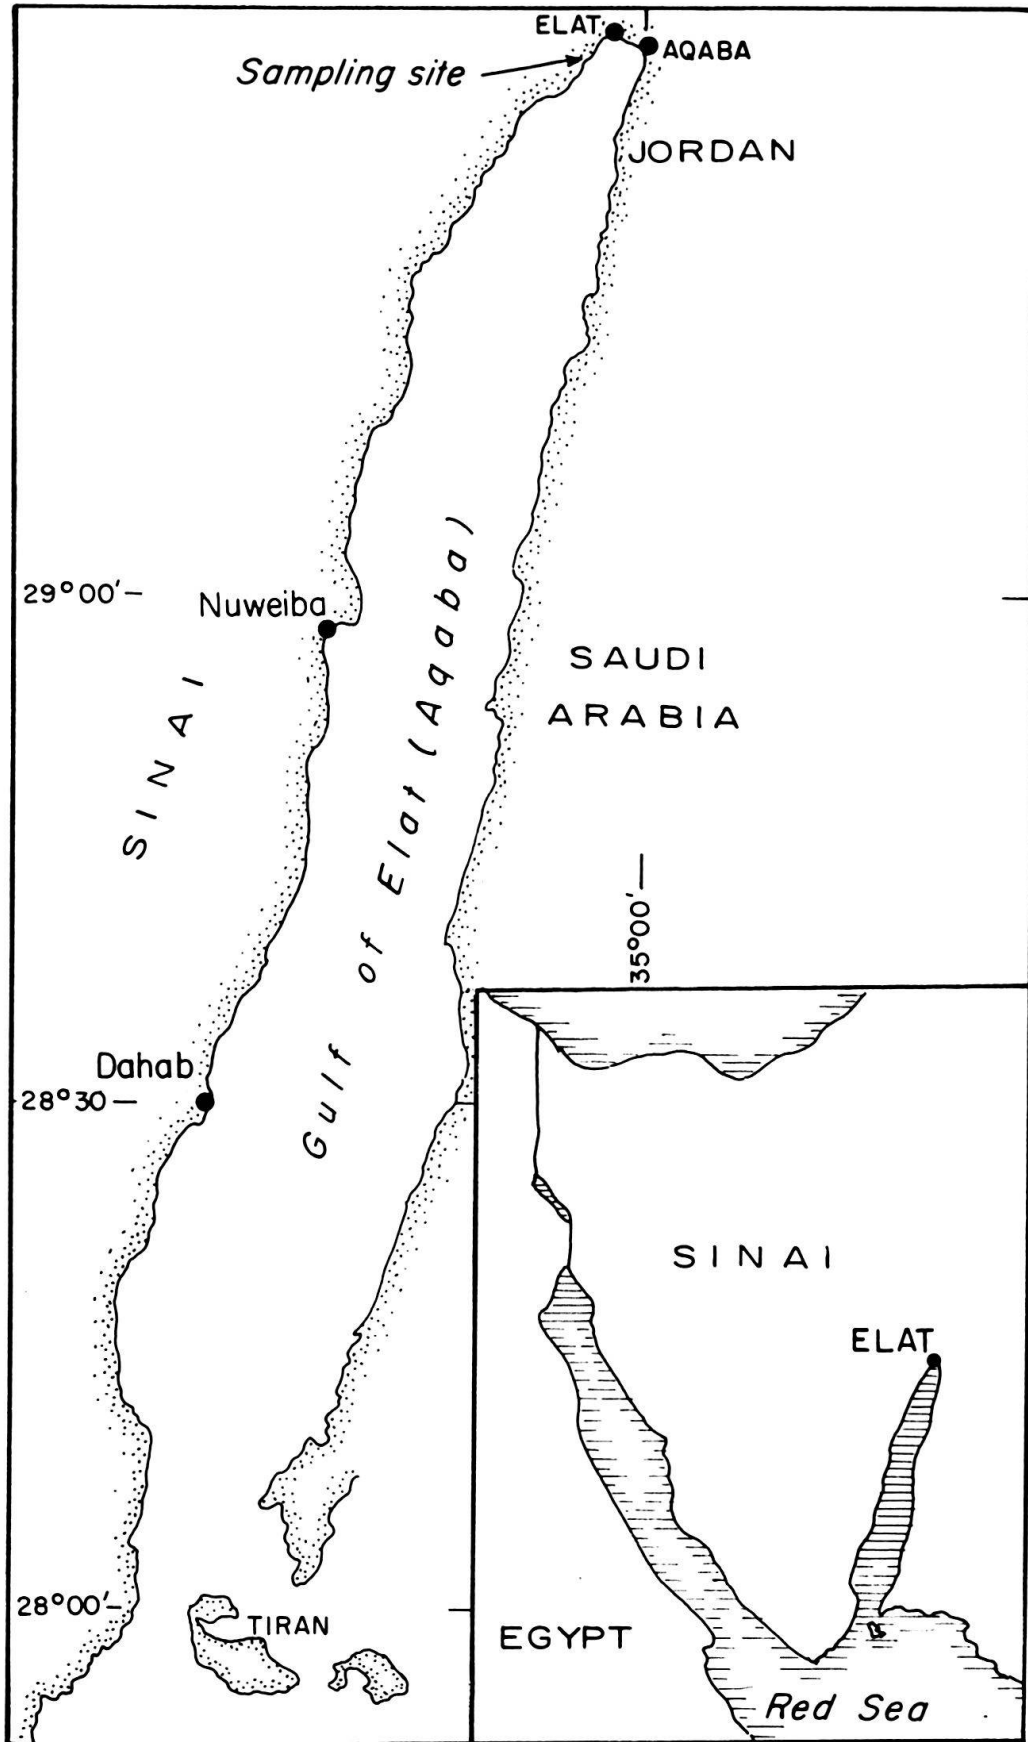 ELAT
AQABA
Sampling site
JORDAN
29°00'
Nuweiba
SAUDI
ARABIA
SINAI
Gulf of Elat (Aqaba)
35°00'
Dahab
28°30
SINAI
ELAT
28°00'
TIRAN
EGYPT
Red Sea